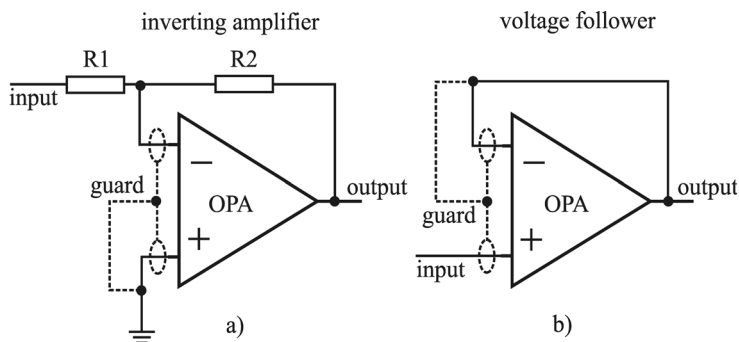 inverting amplifier
R1
R2
input
−
guard
OPA
output
+
a)
voltage follower
−
OPA
output
guard
+
input
b)